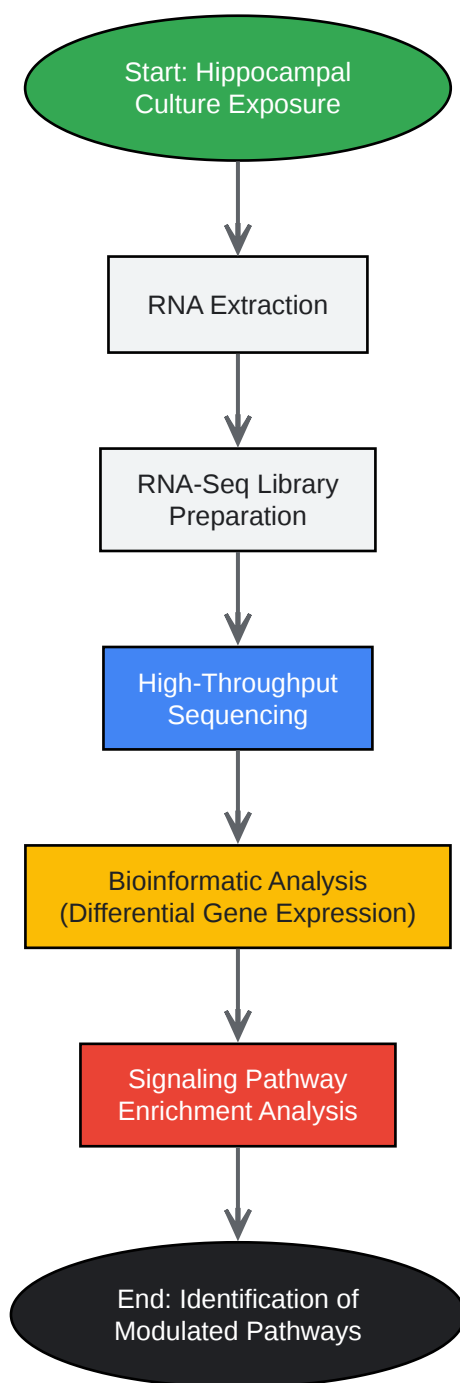 Start: Hippocampal
Culture Exposure
RNA Extraction
RNA-Seq Library
Preparation
High-Throughput
Sequencing
Bioinformatic Analysis
(Differential Gene Expression)
Signaling Pathway
Enrichment Analysis
End: Identification of
Modulated Pathways